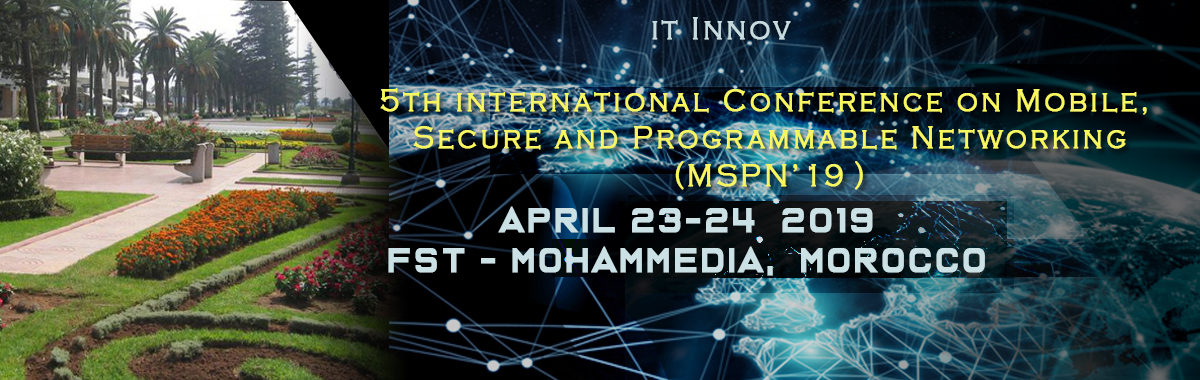 IT INNOV
5TH INTERNATIONAL CONFERENCE ON MOBILE,
SECURE AND PROGRAMMABLE NETWORKING
(MSPN'19 )
APRIL 23-24 2019
FST - MOHAMMEDIA, MOROCCO